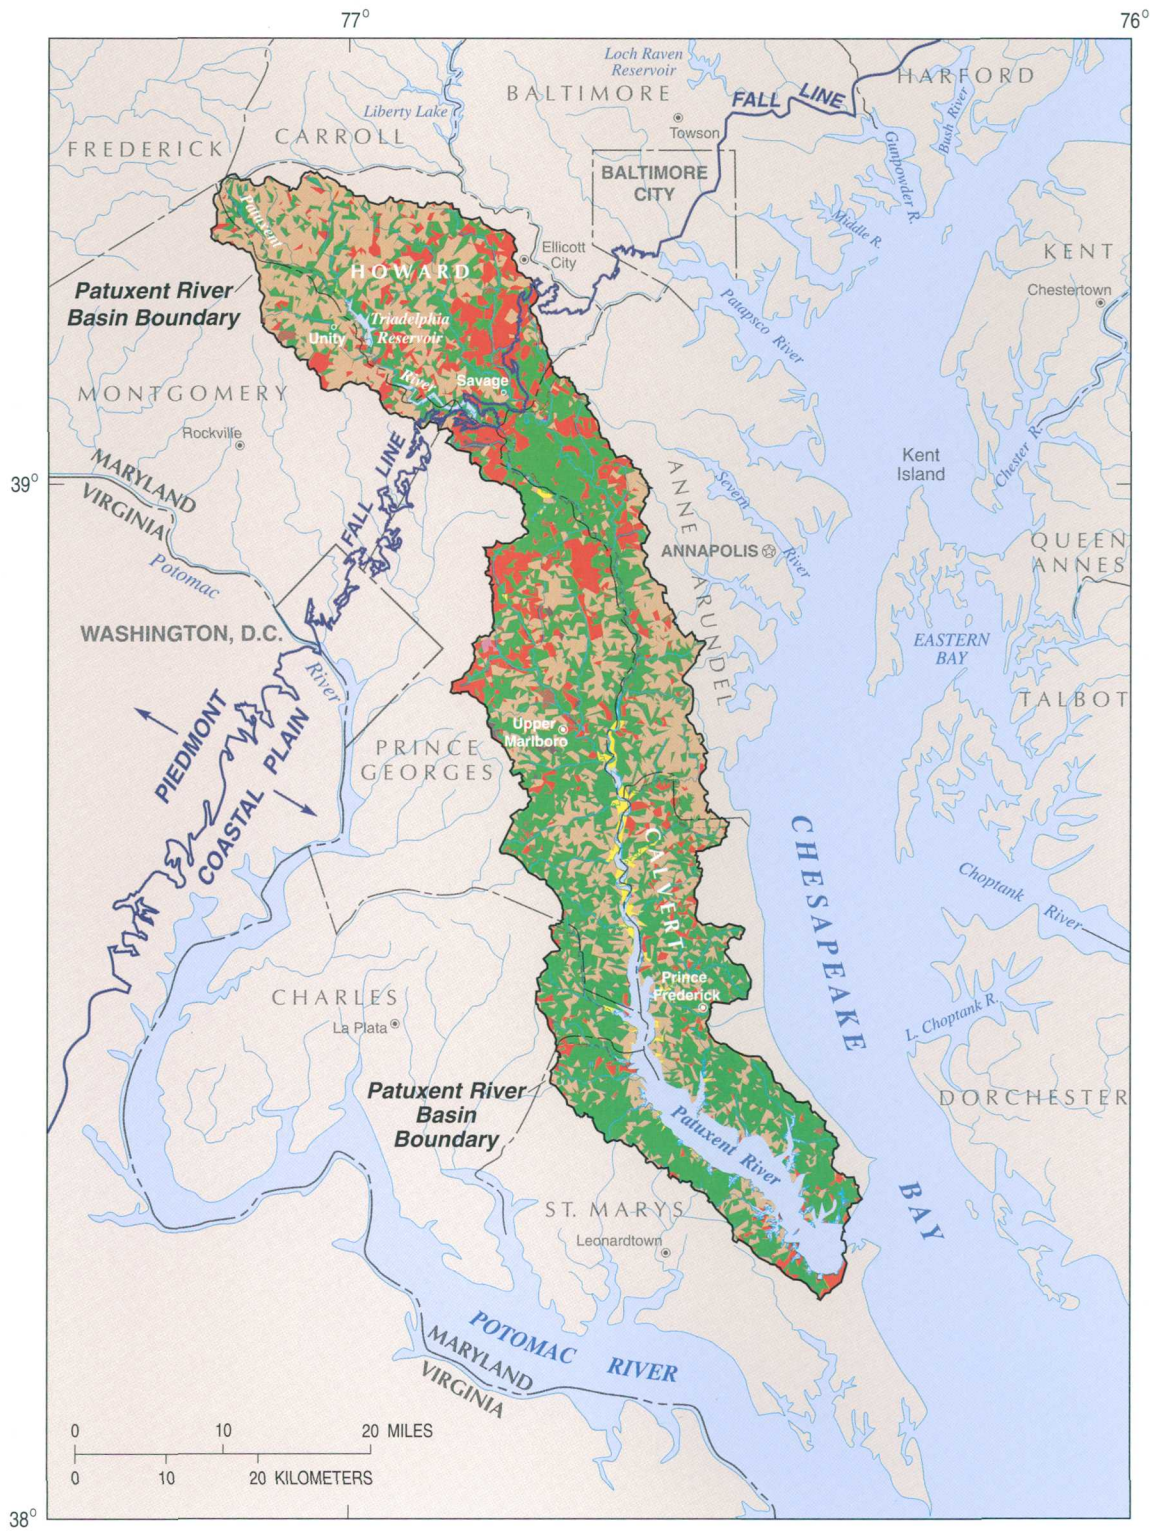 77°
76°
Loch Raven
Reservoir
HARFORD
BALTIMORE
FALL LINE
Bush River
Liberty Lake
Towson
CARROLL
FREDERICK
Gunpowder R.
BALTIMORE
CITY
Patuxent
Middle R.
Ellicott
City
KENT
HOWARD
Chestertown
Patuxent River
Basin Boundary
Triadelphia
Reservoir
Patapsco River
Unity
River
Savage
MONTGOMERY
Rockville
FALL LINE
Chester R.
Kent
Island
39°
MARYLAND
VIRGINIA
ANNE ARUNDEL
Severn River
QUEEN
ANNES
ANNAPOLIS
Potomac River
WASHINGTON, D.C.
EASTERN
BAY
TALBOT
PIEDMONT
COASTAL PLAIN
Upper
Marlboro
PRINCE
GEORGES
CALVERT
CHESAPEAKE BAY
Choptank River
Prince
Frederick
CHARLES
La Plata
L. Choptank R.
Patuxent River
Basin
Boundary
DORCHESTER
Patuxent River
ST. MARYS
Leonardtown
POTOMAC RIVER
MARYLAND
VIRGINIA
0 10 20 MILES
0 10 20 KILOMETERS
38°